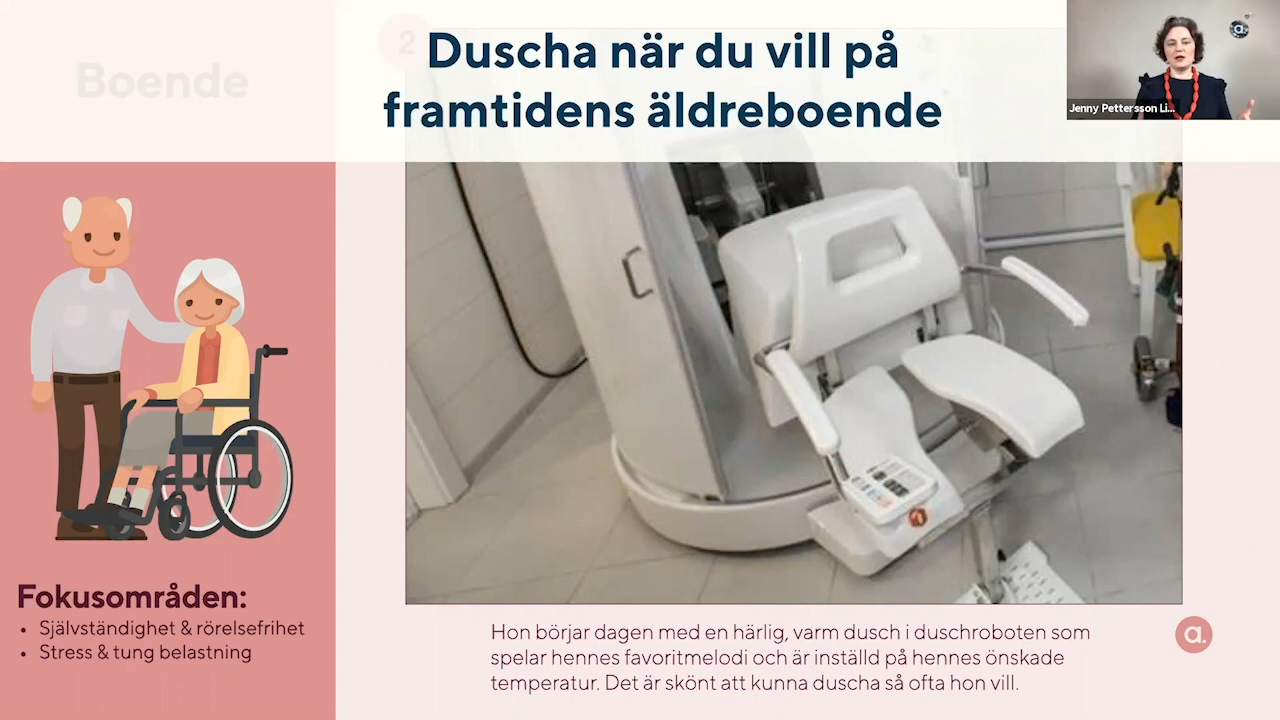 Boende
2
Duscha när du vill på
framtidens äldreboende
a.
Jenny Pettersson Li...
Fokusområden:
• Självständighet & rörelsefrihet
• Stress & tung belastning
Hon börjar dagen med en härlig, varm dusch i duschroboten som
spelar hennes favoritmelodi och är inställd på hennes önskade
temperatur. Det är skönt att kunna duscha så ofta hon vill.
a.